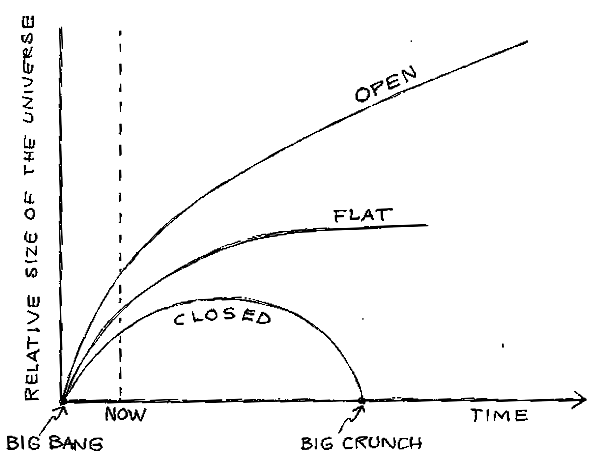 RELATIVE SIZE OF THE UNIVERSE
OPEN
FLAT
CLOSED
NOW
TIME
BIG BANG
BIG CRUNCH